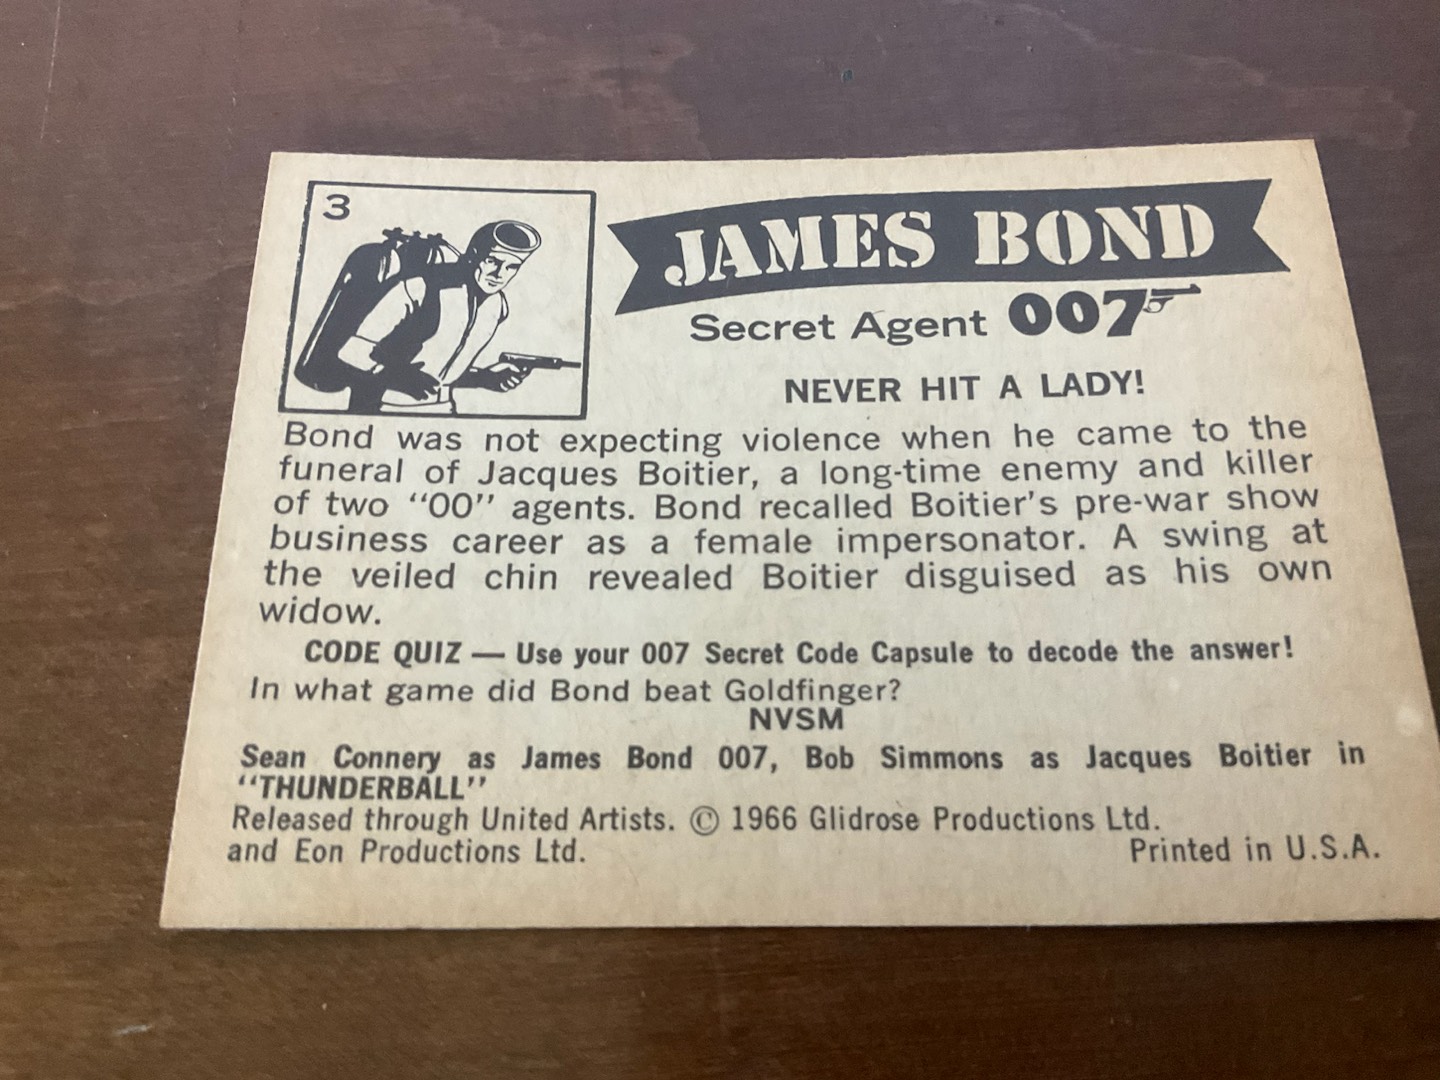 3
JAMES BOND
Secret Agent 007
NEVER HIT A LADY!
Bond was not expecting violence when he came to the
funeral of Jacques Boitier, a long-time enemy and killer
of two "00" agents. Bond recalled Boitier's pre-war show
business career as a female impersonator. A swing at
the veiled chin revealed Boitier disguised as his own
widow.
CODE QUIZ — Use your 007 Secret Code Capsule to decode the answer!
In what game did Bond beat Goldfinger?
NVSM
Sean Connery as James Bond 007, Bob Simmons as Jacques Boitier in
"THUNDERBALL"
Released through United Artists. © 1966 Glidrose Productions Ltd.
and Eon Productions Ltd. Printed in U.S.A.